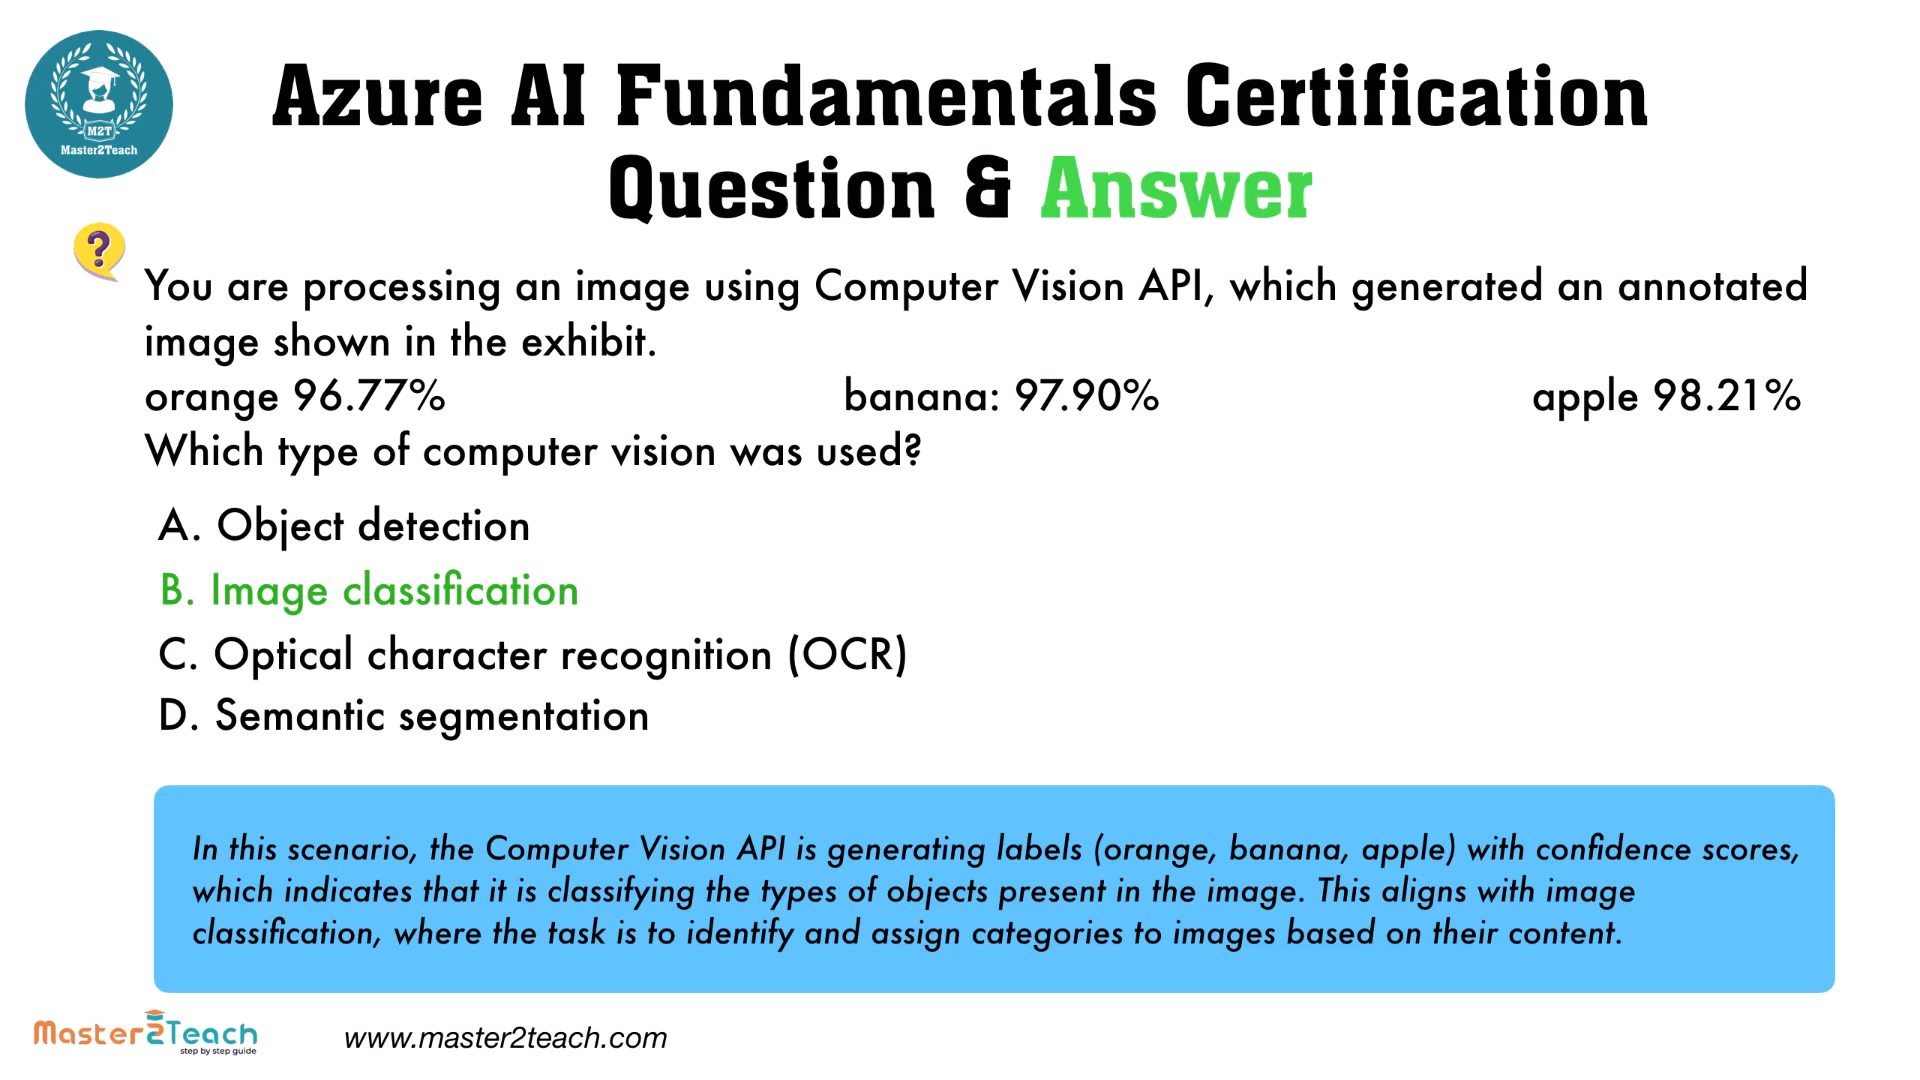 M2T
Master2Teach
Azure AI Fundamentals Certification
Question & Answer
?
You are processing an image using Computer Vision API, which generated an annotated
image shown in the exhibit.
orange 96.77% banana: 97.90% apple 98.21%
Which type of computer vision was used?
A. Object detection
B. Image classification
C. Optical character recognition (OCR)
D. Semantic segmentation
In this scenario, the Computer Vision API is generating labels (orange, banana, apple) with confidence scores,
which indicates that it is classifying the types of objects present in the image. This aligns with image
classification, where the task is to identify and assign categories to images based on their content.
Master2Teach
step by step guide
www.master2teach.com